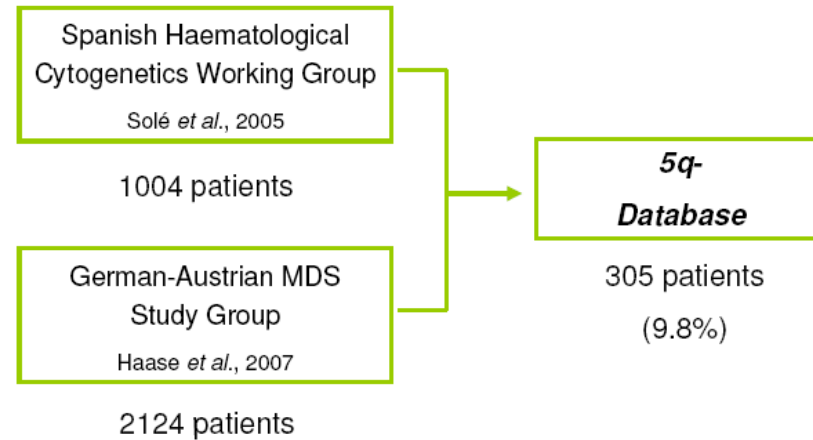 Spanish Haematological
Cytogenetics Working Group
Solé et al., 2005
1004 patients
German-Austrian MDS
Study Group
Haase et al., 2007
2124 patients
5q-
Database
305 patients
(9.8%)